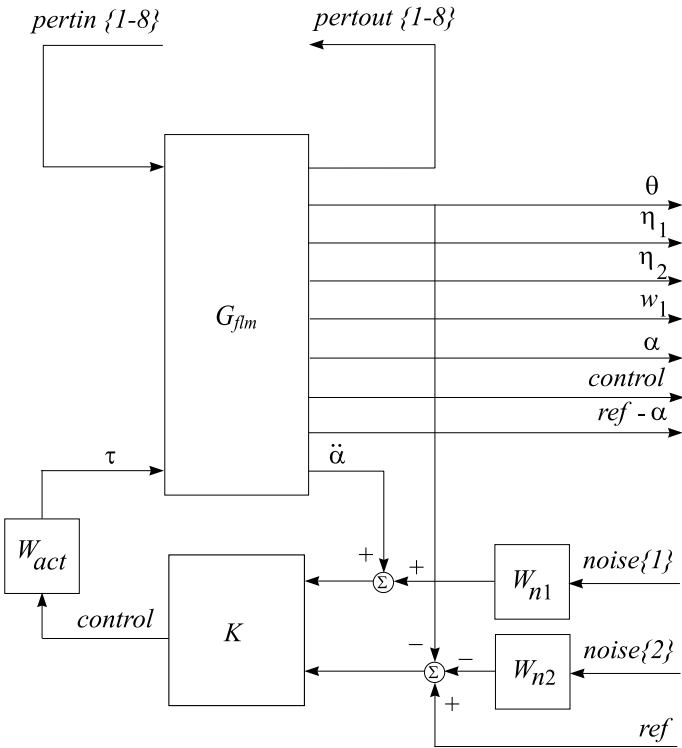 pertin {1-8} pertout {1-8}
θ
η1
η2
Gflm
w1
α
control
ref - α
τ α̈
Wact
+ + Wn1 noise{1}
Σ
control K
− − Wn2 noise{2}
Σ
+
ref